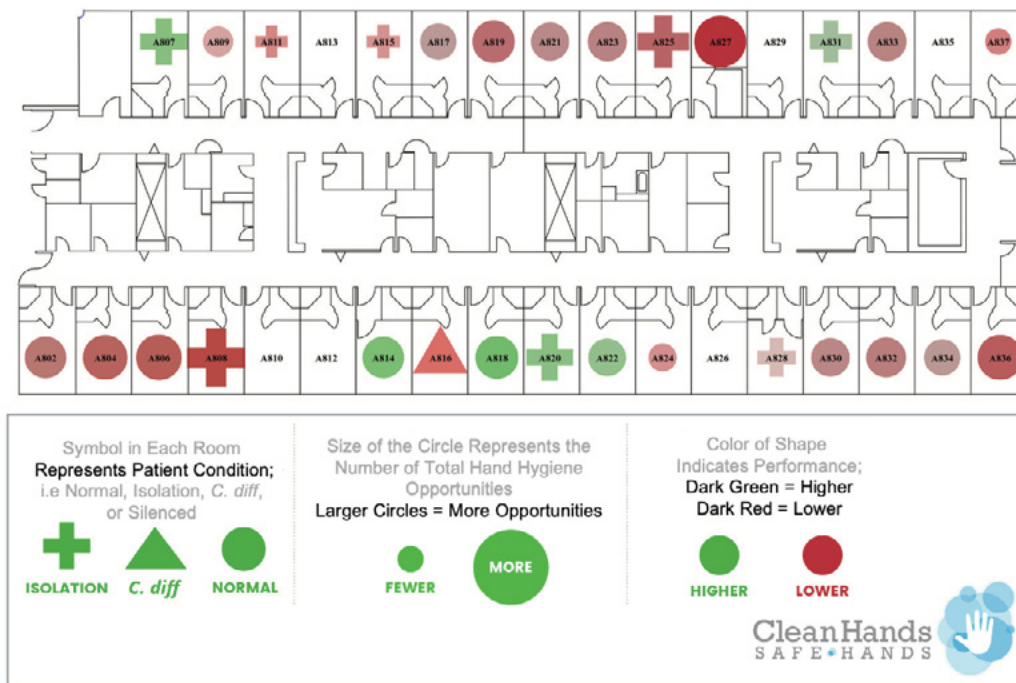 A807 A809 A811 A813 A815 A817 A819 A821 A823 A825 A827 A829 A831 A833 A835 A837
A802 A804 A806 A808 A810 A812 A814 A816 A818 A820 A822 A824 A826 A828 A830 A832 A834 A836
Symbol in Each Room
Represents Patient Condition;
i.e Normal, Isolation, C. diff,
or Silenced
ISOLATION C. diff NORMAL
Size of the Circle Represents the
Number of Total Hand Hygiene
Opportunities
Larger Circles = More Opportunities
FEWER
MORE
Color of Shape
Indicates Performance;
Dark Green = Higher
Dark Red = Lower
HIGHER LOWER
CleanHands
SAFE HANDS